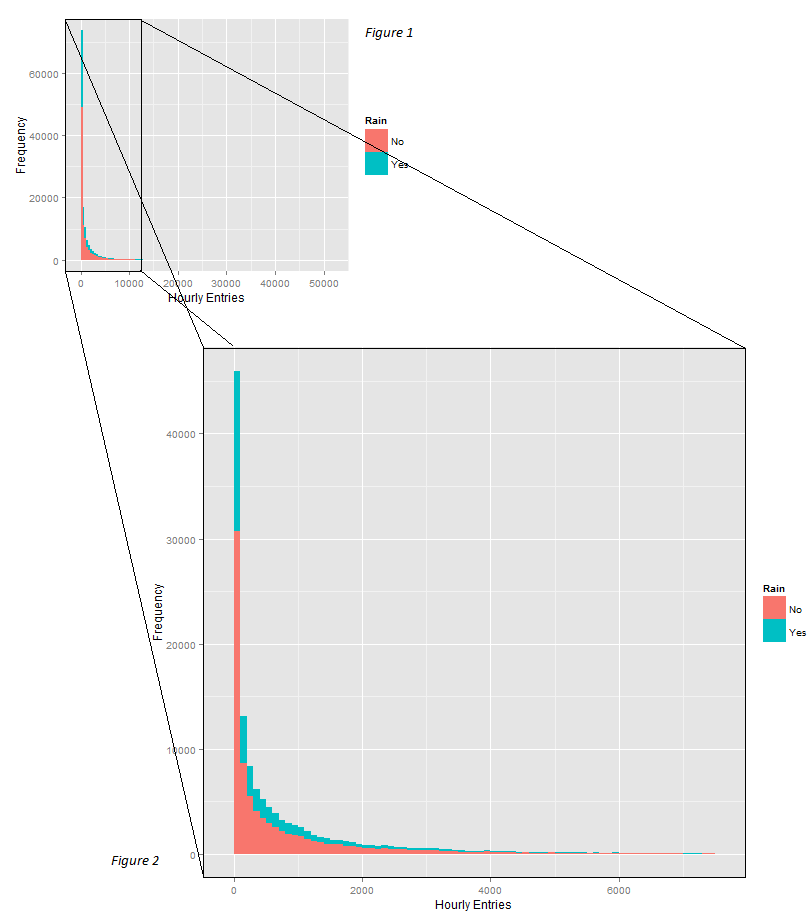 Figure 1
60000
40000
20000
0
Frequency
0 10000 20000 30000 40000 50000
Hourly Entries
Rain
No
Yes
40000
30000
20000
10000
0
Frequency
0 2000 4000 6000
Hourly Entries
Rain
No
Yes
Figure 2